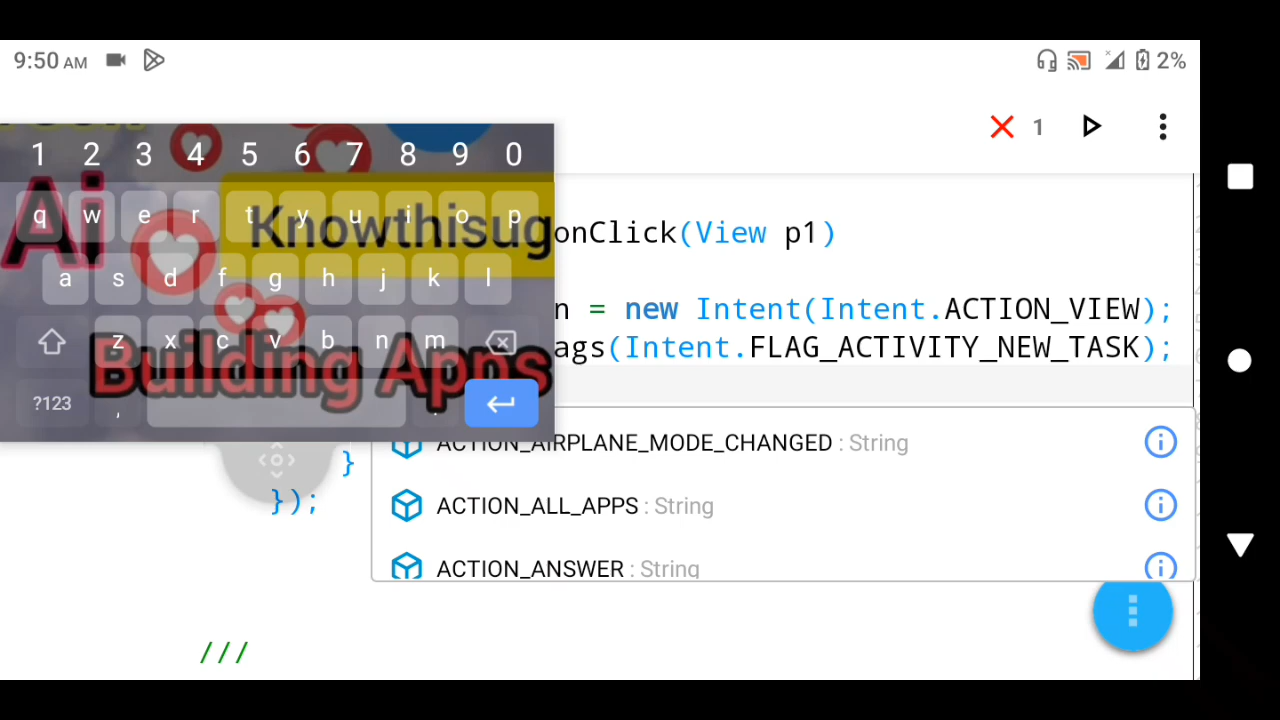 9:50 AM
2%
1
1 2 3 4 5 6 7 8 9 0
q w e r t y u i o p
Ai
Knowthisug
onClick(View p1)
a s d f g h j k l
n = new Intent(Intent.ACTION_VIEW);
z x c v b n m
ags(Intent.FLAG_ACTIVITY_NEW_TASK);
Building Apps
?123 , .
ACTION_AIRPLANE_MODE_CHANGED : String
}
});
ACTION_ALL_APPS : String
ACTION_ANSWER : String
///